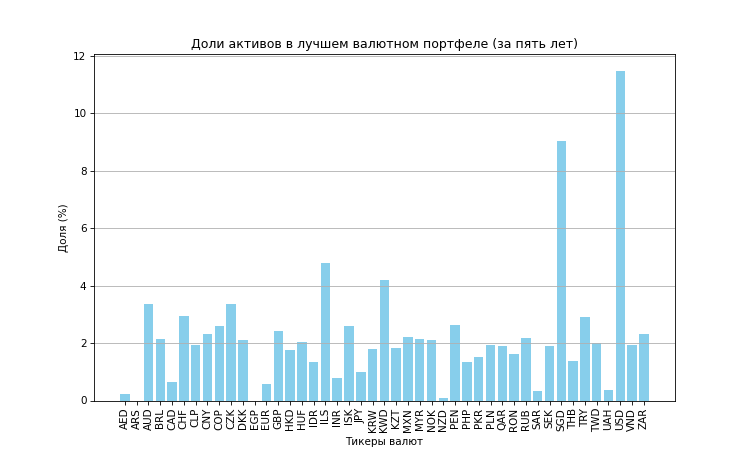 Доли активов в лучшем валютном портфеле (за пять лет)
Доля (%)
12
10
8
6
4
2
0
AED ARS AUD BRL CAD CHF CLP CNY COP CZK DKK EGP EUR GBP HKD HUF IDR ILS INR ISK JPY KRW KWD KZT MXN MYR NOK NZD PEN PHP PKR PLN QAR RON RUB SAR SEK SGD THB TRY TWD UAH USD VND ZAR
Тикеры валют